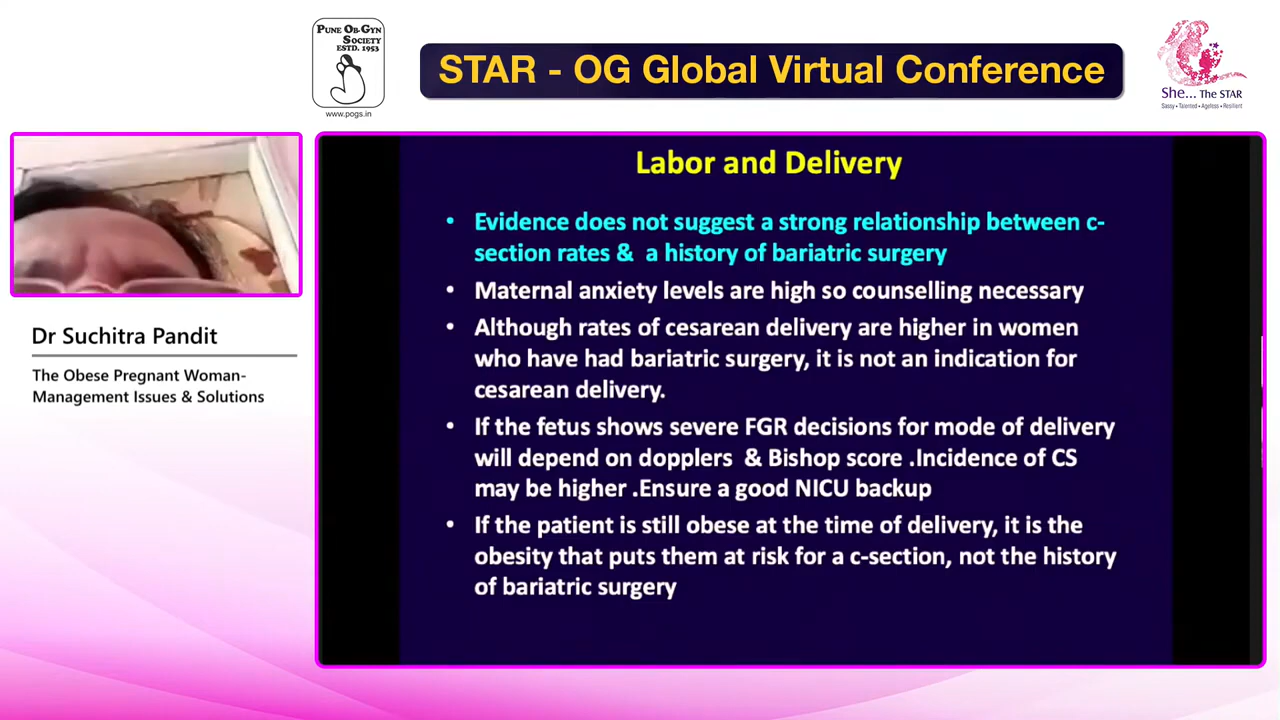 PUNE OB-GYN
SOCIETY
ESTD. 1953
www.pogs.in
STAR - OG Global Virtual Conference
She... The STAR
Sassy • Talented • Ageless • Resilient
Dr Suchitra Pandit
The Obese Pregnant Woman-
Management Issues & Solutions
Labor and Delivery
• Evidence does not suggest a strong relationship between c-
section rates & a history of bariatric surgery
• Maternal anxiety levels are high so counselling necessary
• Although rates of cesarean delivery are higher in women
who have had bariatric surgery, it is not an indication for
cesarean delivery.
• If the fetus shows severe FGR decisions for mode of delivery
will depend on dopplers & Bishop score .Incidence of CS
may be higher .Ensure a good NICU backup
• If the patient is still obese at the time of delivery, it is the
obesity that puts them at risk for a c-section, not the history
of bariatric surgery